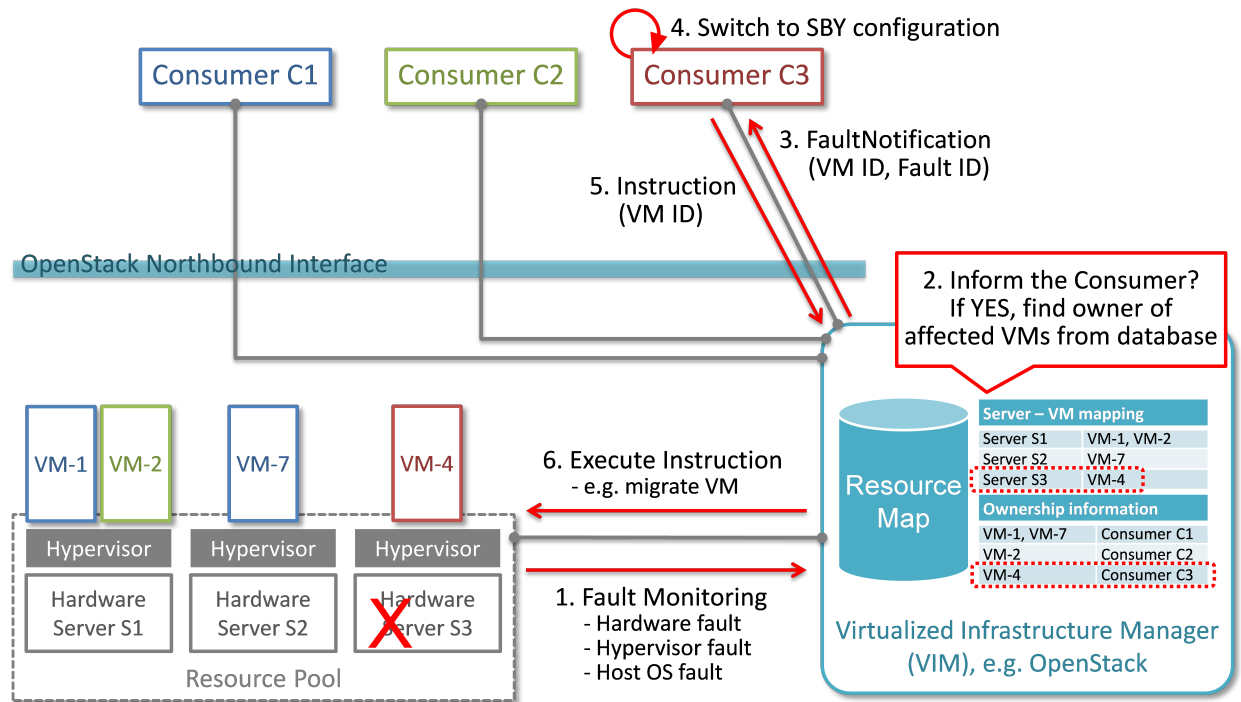 4. Switch to SBY configuration
Consumer C1
Consumer C2
Consumer C3
3. FaultNotification
(VM ID, Fault ID)
5. Instruction
(VM ID)
OpenStack Northbound Interface
2. Inform the Consumer?
If YES, find owner of
affected VMs from database
Server – VM mapping
Server S1 VM-1, VM-2
Server S2 VM-7
Server S3 VM-4
Ownership information
VM-1, VM-7 Consumer C1
VM-2 Consumer C2
VM-4 Consumer C3
Resource
Map
Virtualized Infrastructure Manager
(VIM), e.g. OpenStack
VM-1
VM-2
VM-7
VM-4
6. Execute Instruction
- e.g. migrate VM
Hypervisor
Hypervisor
Hypervisor
Hardware
Server S1
Hardware
Server S2
Hardware
Server S3
Resource Pool
1. Fault Monitoring
- Hardware fault
- Hypervisor fault
- Host OS fault